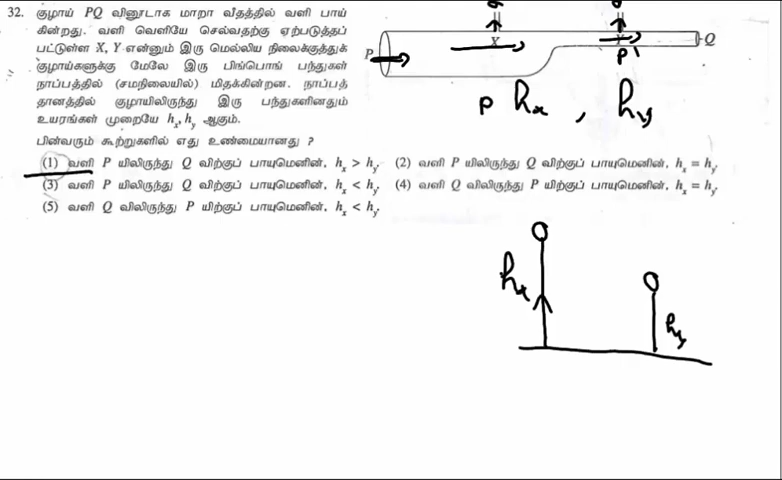 32. குழாய் PQ வினூடாக மாறா வீதத்தில் வளி பாய்
கின்றது. வளி வெளியே செல்வதற்கு ஏற்படுத்தப்
பட்டுள்ள X, Y என்னும் இரு மெல்லிய நிலைக்குத்துக்
குழாய்களுக்கு மேலே இரு பிங்பொங் பந்துகள்
நாப்பத்தில் (சமநிலையில்) மிதக்கின்றன. நாப்பத்
தானத்தில் குழாயிலிருந்து இரு பந்துகளினதும்
உயரங்கள் முறையே hx, hy ஆகும்.
P X Q
P P' hx , hy
பின்வரும் கூற்றுகளில் எது உண்மையானது ?
(1) வளி P யிலிருந்து Q விற்குப் பாயுமெனின், hx > hy. (2) வளி P யிலிருந்து Q விற்குப் பாயுமெனின், hx = hy.
(3) வளி P யிலிருந்து Q விற்குப் பாயுமெனின், hx < hy. (4) வளி Q விலிருந்து P யிற்குப் பாயுமெனின், hx = hy.
(5) வளி Q விலிருந்து P யிற்குப் பாயுமெனின், hx < hy.
hx
hy